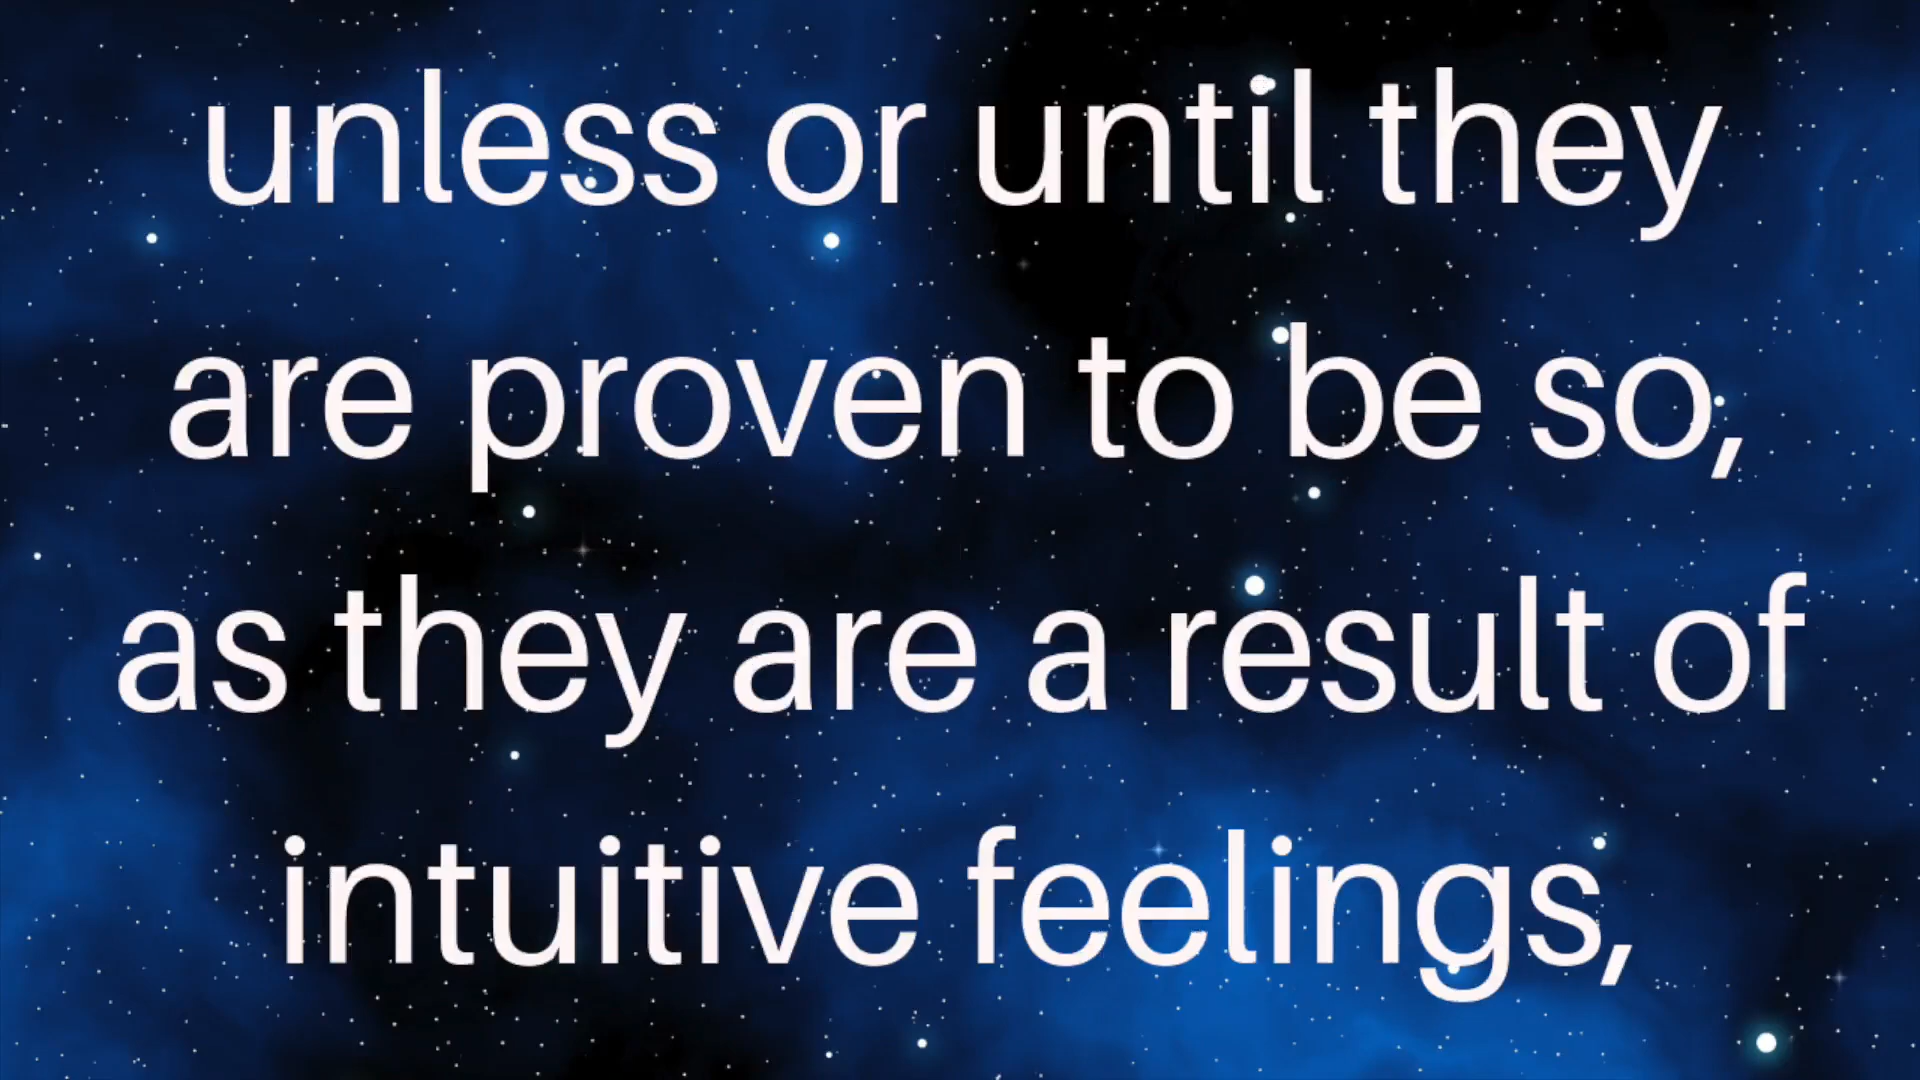 unless or until they
are proven to be so,
as they are a result of
intuitive feelings,